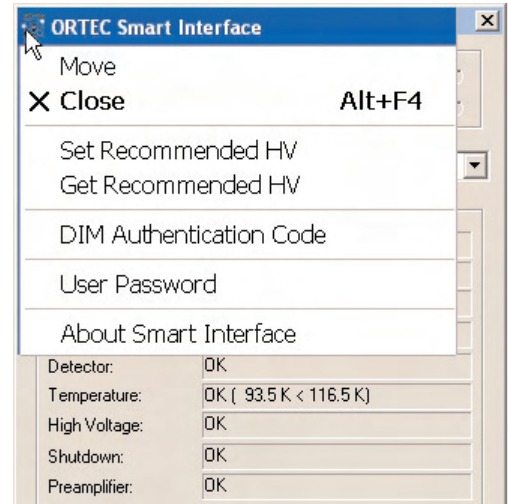 ORTEC Smart Interface
Move
Close Alt+F4
Set Recommended HV
Get Recommended HV
DIM Authentication Code
User Password
About Smart Interface
Detector: OK
Temperature: OK ( 93.5 K < 116.5 K)
High Voltage: OK
Shutdown: OK
Preamplifier: OK